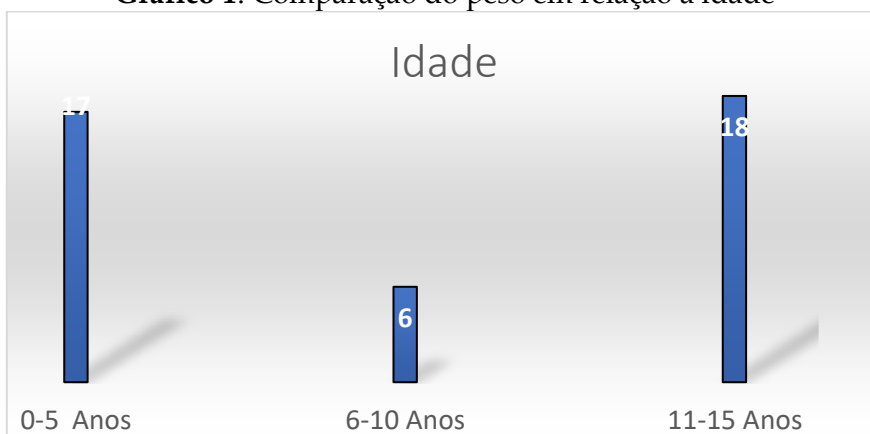 Gráfico 1: Comparação do peso em relação a idade
Idade
17
6
18
0-5 Anos
6-10 Anos
11-15 Anos